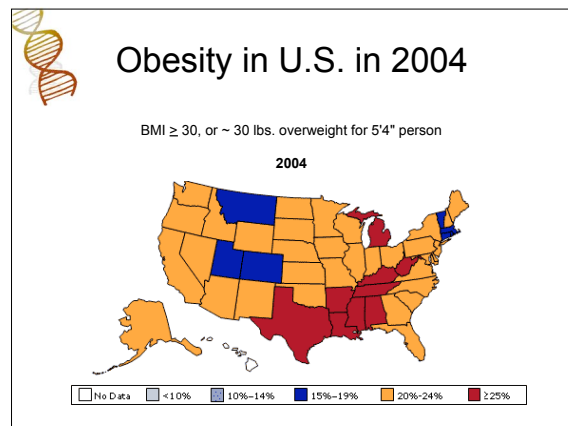 Obesity in U.S. in 2004
BMI ≥ 30, or ~ 30 lbs. overweight for 5'4" person
2004
No Data <10% 10%–14% 15%–19% 20%-24% ≥25%